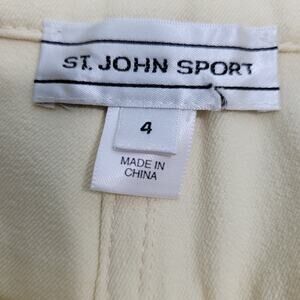 ST. JOHN SPORT
4
MADE IN
CHINA